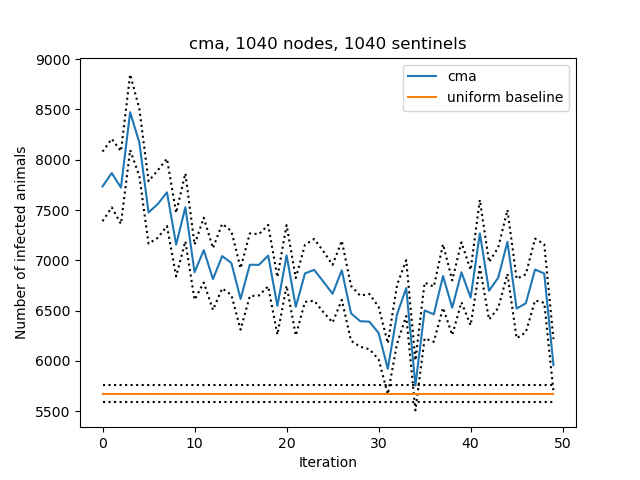 cma, 1040 nodes, 1040 sentinels
cma
uniform baseline
Number of infected animals
9000
8500
8000
7500
7000
6500
6000
5500
0 10 20 30 40 50
Iteration